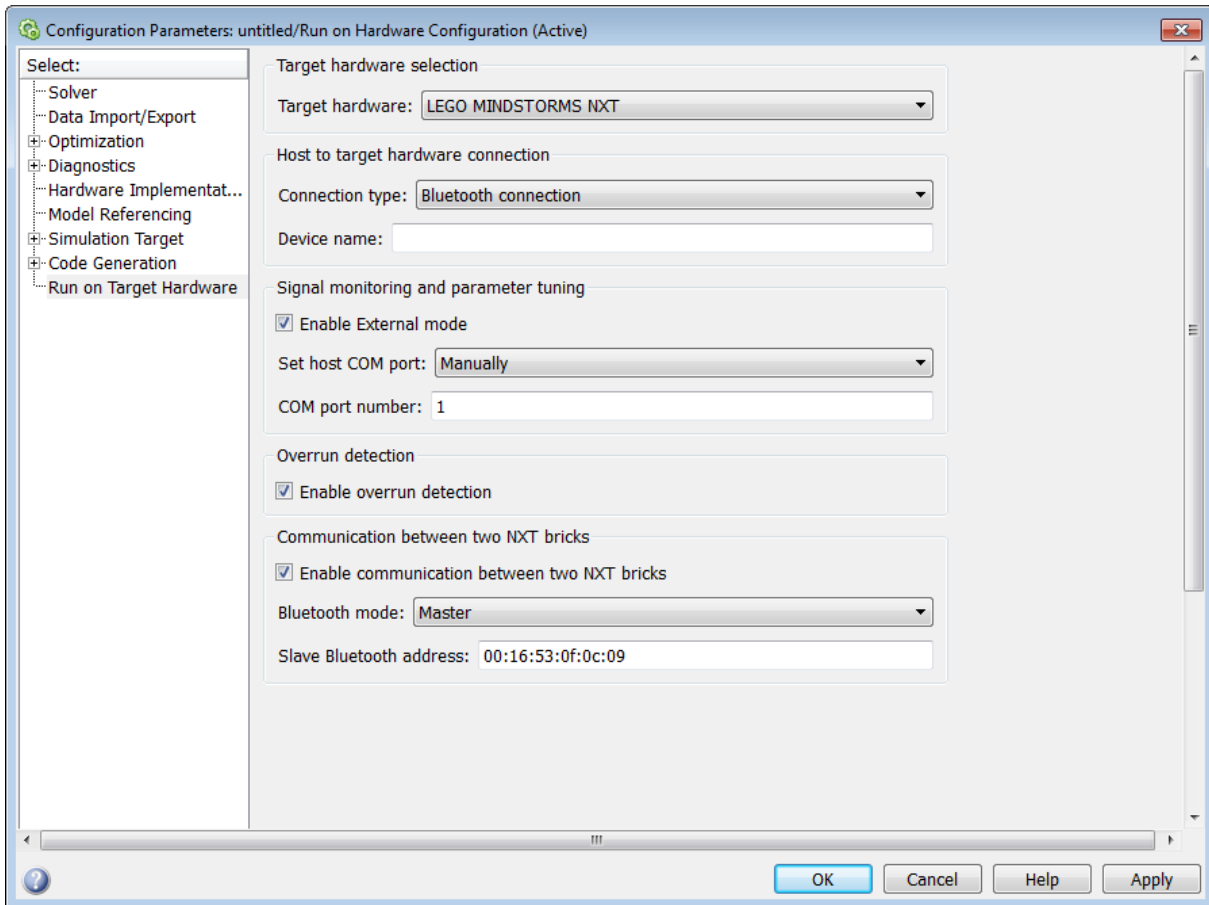 Configuration Parameters: untitled/Run on Hardware Configuration (Active)
Select:
Solver
Data Import/Export
Optimization
Diagnostics
Hardware Implementat...
Model Referencing
Simulation Target
Code Generation
Run on Target Hardware
Target hardware selection
Target hardware: LEGO MINDSTORMS NXT
Host to target hardware connection
Connection type: Bluetooth connection
Device name:
Signal monitoring and parameter tuning
Enable External mode
Set host COM port: Manually
COM port number: 1
Overrun detection
Enable overrun detection
Communication between two NXT bricks
Enable communication between two NXT bricks
Bluetooth mode: Master
Slave Bluetooth address: 00:16:53:0f:0c:09
OK Cancel Help Apply